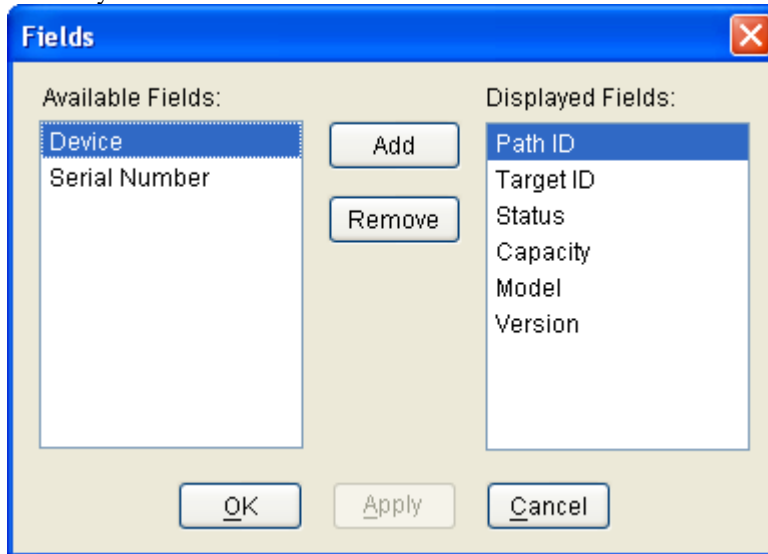 Fields
Available Fields:
Displayed Fields:
Device
Serial Number
Add
Remove
Path ID
Target ID
Status
Capacity
Model
Version
OK
Apply
Cancel